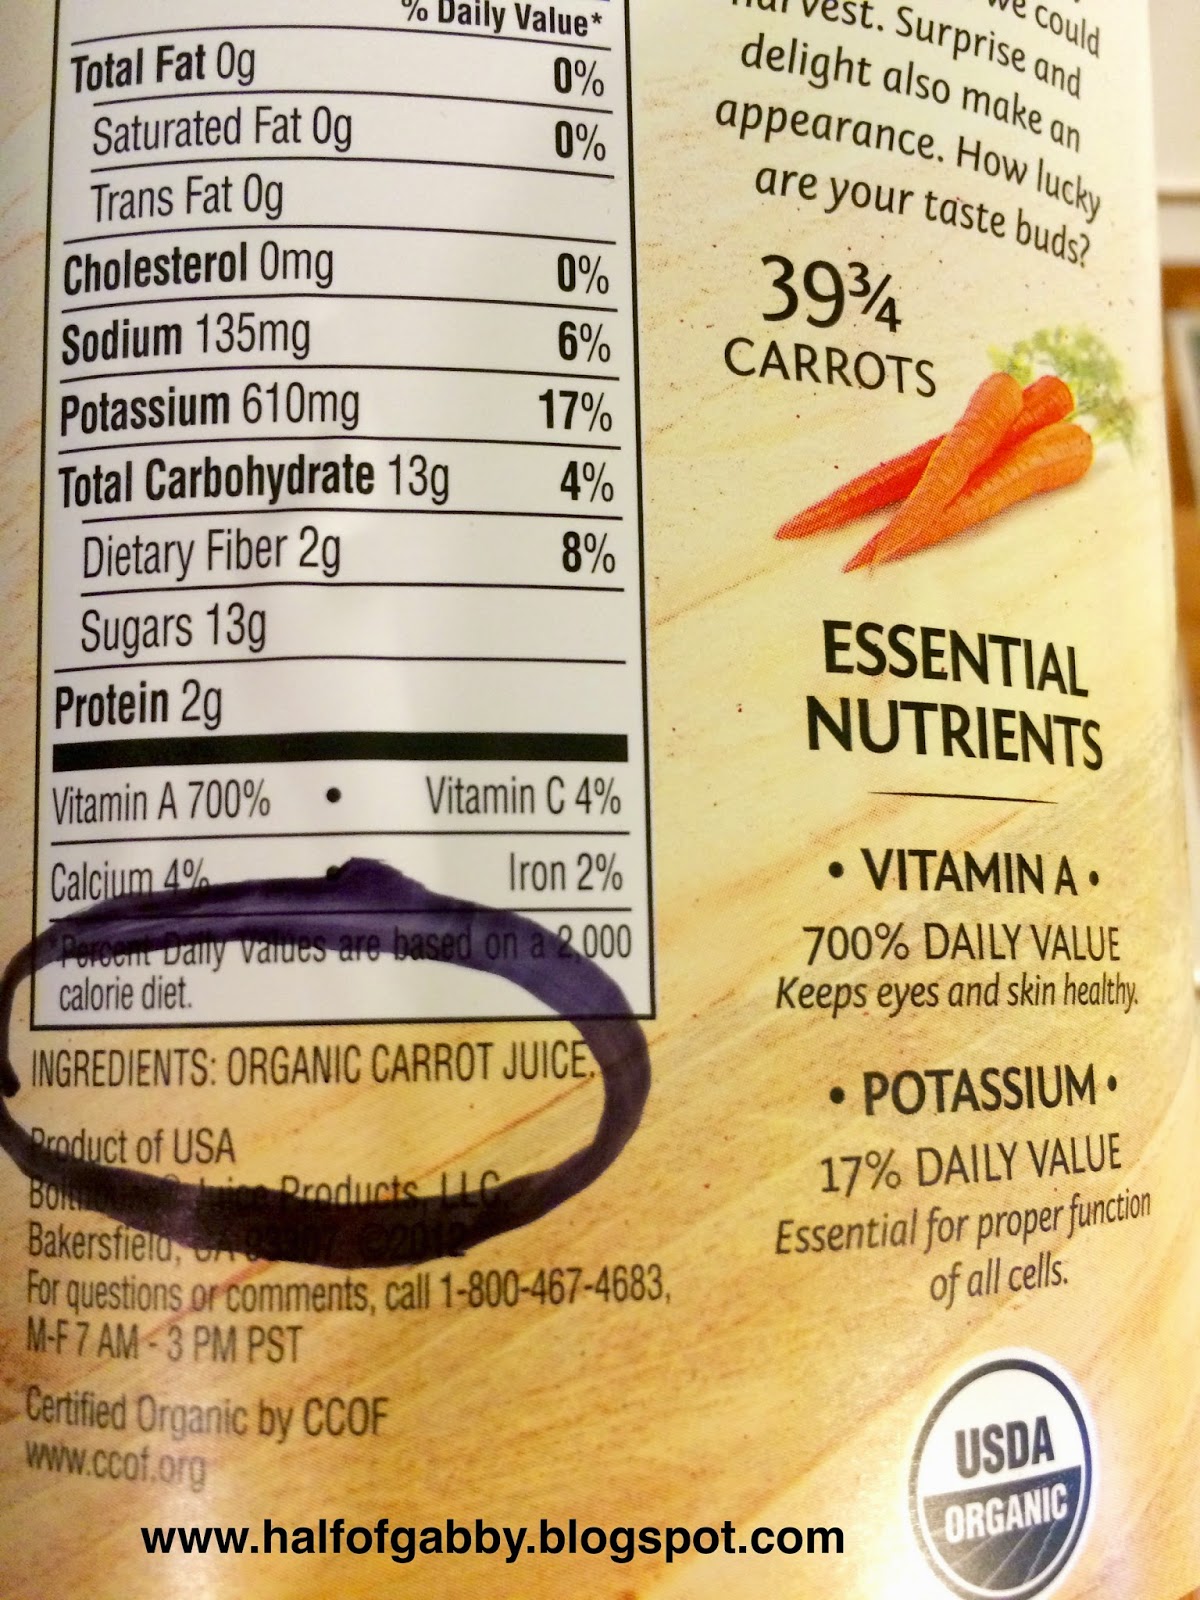 % Daily Value*
Total Fat 0g 0%
Saturated Fat 0g 0%
Trans Fat 0g
Cholesterol 0mg 0%
Sodium 135mg 6%
Potassium 610mg 17%
Total Carbohydrate 13g 4%
Dietary Fiber 2g 8%
Sugars 13g
Protein 2g
Vitamin A 700% • Vitamin C 4%
Calcium 4% • Iron 2%
*Percent Daily Values are based on a 2,000
calorie diet.
INGREDIENTS: ORGANIC CARROT JUICE.
Product of USA
Juice Products, LLC
Bakersfield, CA ©2012
For questions or comments, call 1-800-467-4683,
M-F 7 AM - 3 PM PST
Certified Organic by CCOF
www.ccof.org
we could
harvest. Surprise and
delight also make an
appearance. How lucky
are your taste buds?
39¾
CARROTS
ESSENTIAL
NUTRIENTS
• VITAMIN A •
700% DAILY VALUE
Keeps eyes and skin healthy.
• POTASSIUM •
17% DAILY VALUE
Essential for proper function
of all cells.
USDA
ORGANIC
www.halfofgabby.blogspot.com